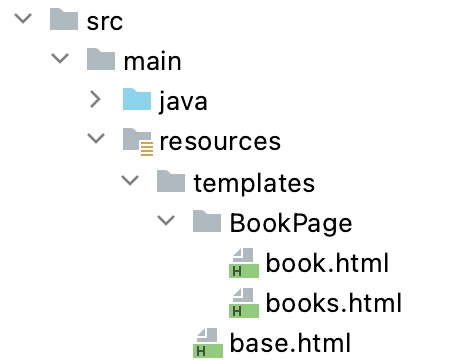 src
main
java
resources
templates
BookPage
H book.html
H books.html
H base.html